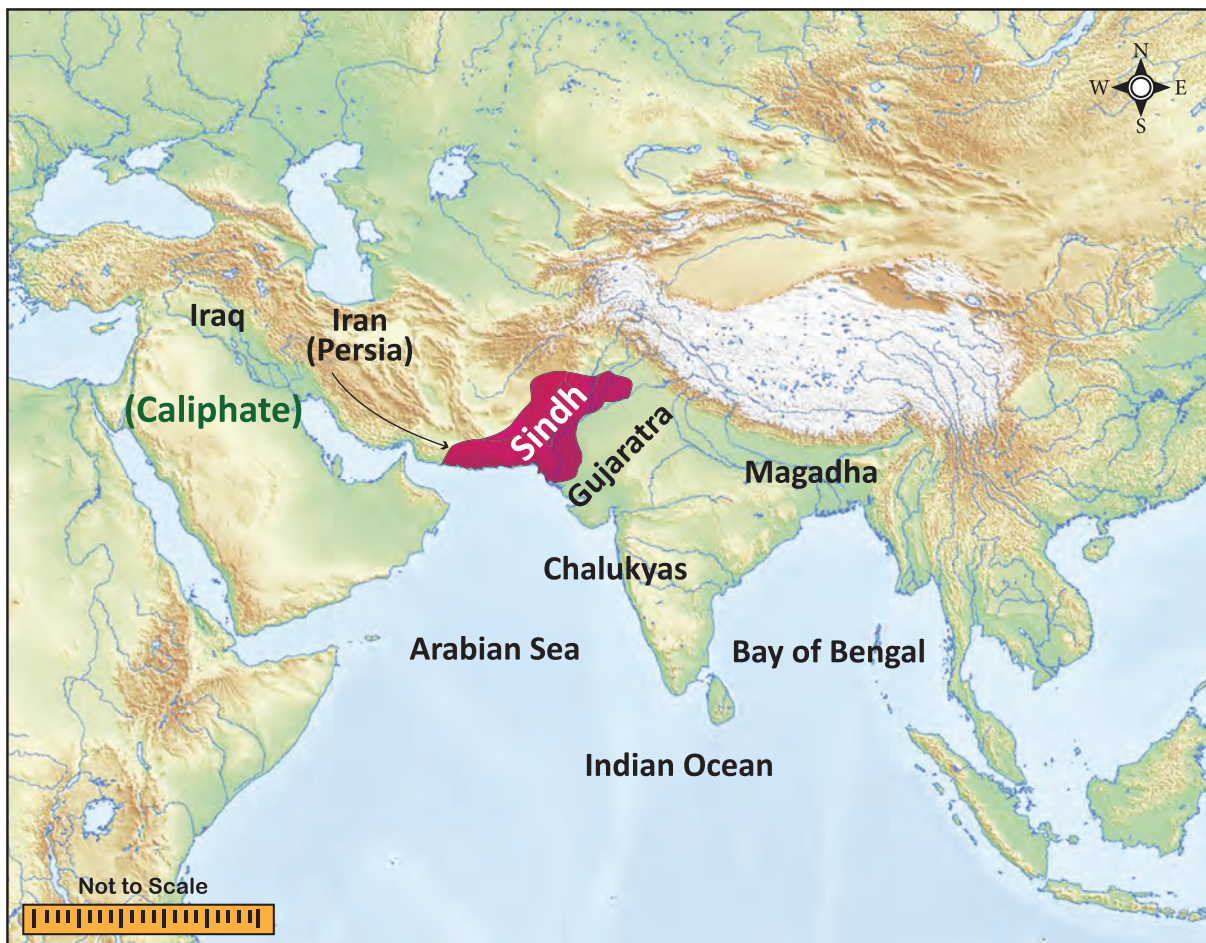 N
W E
S
Iraq
Iran
(Persia)
(Caliphate)
Sindh
Gujaratra
Magadha
Chalukyas
Arabian Sea
Bay of Bengal
Indian Ocean
Not to Scale